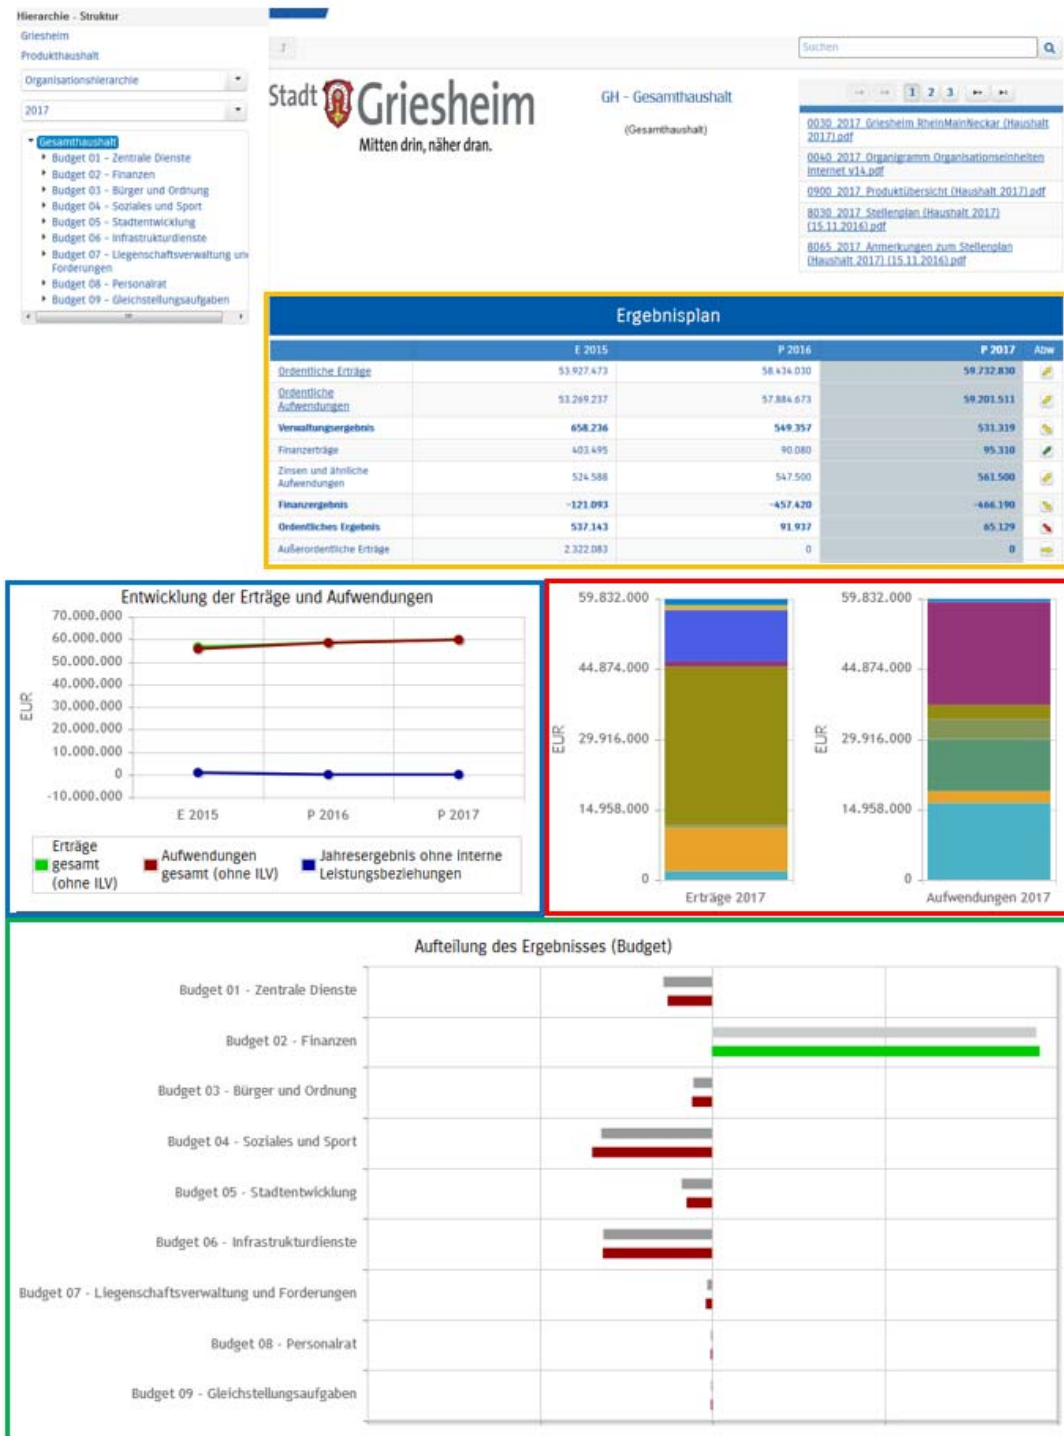 Hierarchie - Struktur
Griesheim
Produkthaushalt
Organisationshierarchie
2017
Gesamthaushalt
Budget 01 - Zentrale Dienste
Budget 02 - Finanzen
Budget 03 - Bürger und Ordnung
Budget 04 - Soziales und Sport
Budget 05 - Stadtentwicklung
Budget 06 - Infrastrukturdienste
Budget 07 - Liegenschaftsverwaltung und
Forderungen
Budget 08 - Personalrat
Budget 09 - Gleichstellungsaufgaben
Suchen
Stadt Griesheim
Mitten drin, näher dran.
GH - Gesamthaushalt
(Gesamthaushalt)
1 2 3
0030_2017_Griesheim RheinMainNeckar (Haushalt
2017).pdf
0040_2017_Organigramm Organisationseinheiten
Internet v14.pdf
0900_2017_Produktübersicht (Haushalt 2017).pdf
8030_2017_Stellenplan (Haushalt 2017)
(15.11.2016).pdf
8065_2017_Anmerkungen zum Stellenplan
(Haushalt 2017) (15.11.2016).pdf
Ergebnisplan
E 2015 P 2016 P 2017 Abw
Ordentliche Erträge 53.927.473 58.434.030 59.732.830
Ordentliche
Aufwendungen 53.269.237 57.884.673 59.201.511
Verwaltungsergebnis 658.236 549.357 531.319
Finanzerträge 403.495 90.080 95.310
Zinsen und ähnliche
Aufwendungen 524.588 547.500 561.500
Finanzergebnis -121.093 -457.420 -466.190
Ordentliches Ergebnis 537.143 91.937 65.129
Außerordentliche Erträge 2.322.083 0 0
Entwicklung der Erträge und Aufwendungen
70.000.000
60.000.000
50.000.000
40.000.000
30.000.000
20.000.000
10.000.000
0
-10.000.000
EUR
E 2015 P 2016 P 2017
Erträge
gesamt
(ohne ILV)
Aufwendungen
gesamt (ohne ILV)
Jahresergebnis ohne interne
Leistungsbeziehungen
59.832.000
44.874.000
29.916.000
14.958.000
0
EUR
Erträge 2017
59.832.000
44.874.000
29.916.000
14.958.000
0
EUR
Aufwendungen 2017
Aufteilung des Ergebnisses (Budget)
Budget 01 - Zentrale Dienste
Budget 02 - Finanzen
Budget 03 - Bürger und Ordnung
Budget 04 - Soziales und Sport
Budget 05 - Stadtentwicklung
Budget 06 - Infrastrukturdienste
Budget 07 - Liegenschaftsverwaltung und Forderungen
Budget 08 - Personalrat
Budget 09 - Gleichstellungsaufgaben